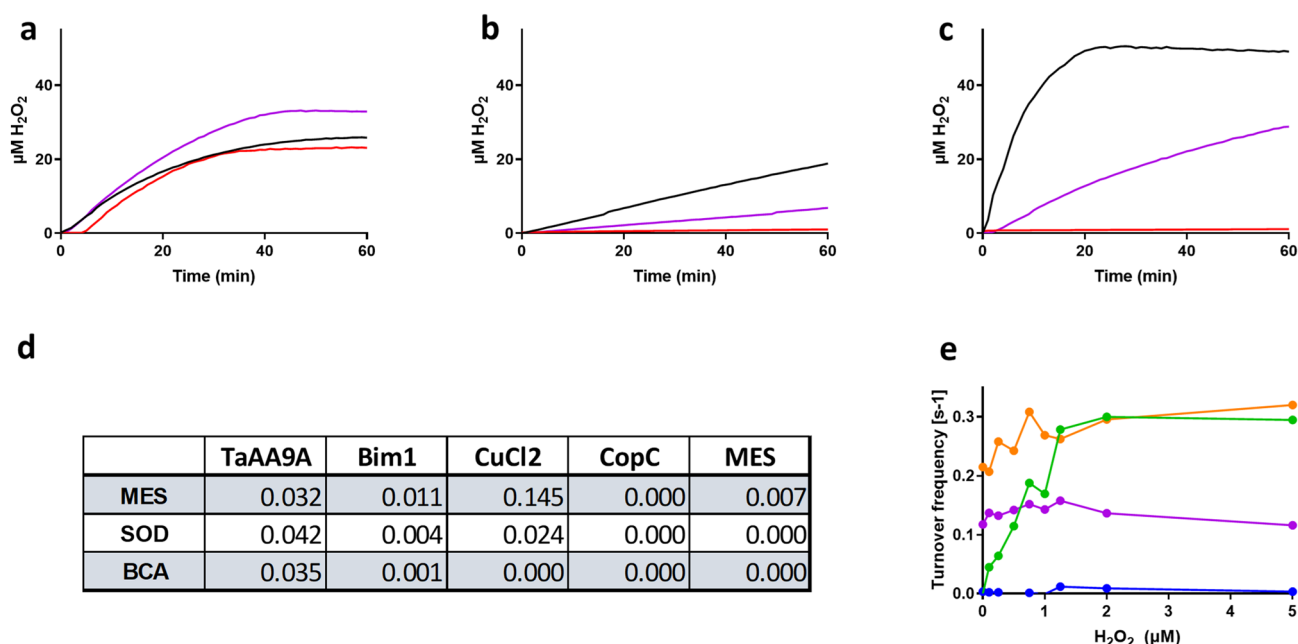 a
b
c
µM H₂O₂
40
20
0
0 20 40 60
Time (min)
µM H₂O₂
40
20
0
0 20 40 60
Time (min)
µM H₂O₂
40
20
0
0 20 40 60
Time (min)
d
e
TaAA9A Bim1 CuCl2 CopC MES
MES 0.032 0.011 0.145 0.000 0.007
SOD 0.042 0.004 0.024 0.000 0.000
BCA 0.035 0.001 0.000 0.000 0.000
Turnover frequency [s-1]
0.3
0.2
0.1
0.0
0 1 2 3 4 5
H₂O₂ (µM)